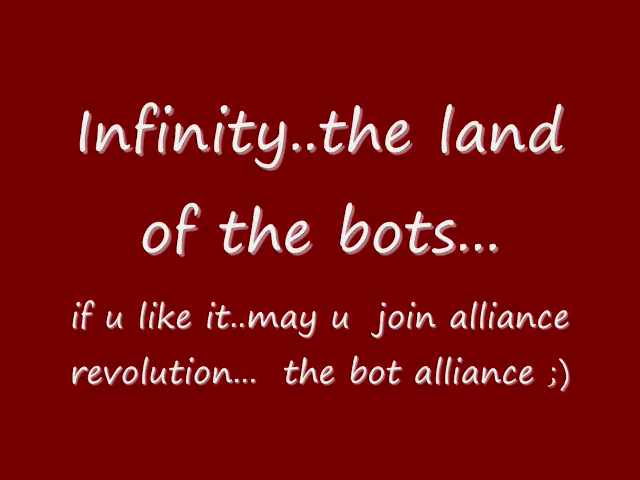 Infinity..the land
of the bots...
if u like it..may u  join alliance
revolution...  the bot alliance ;)